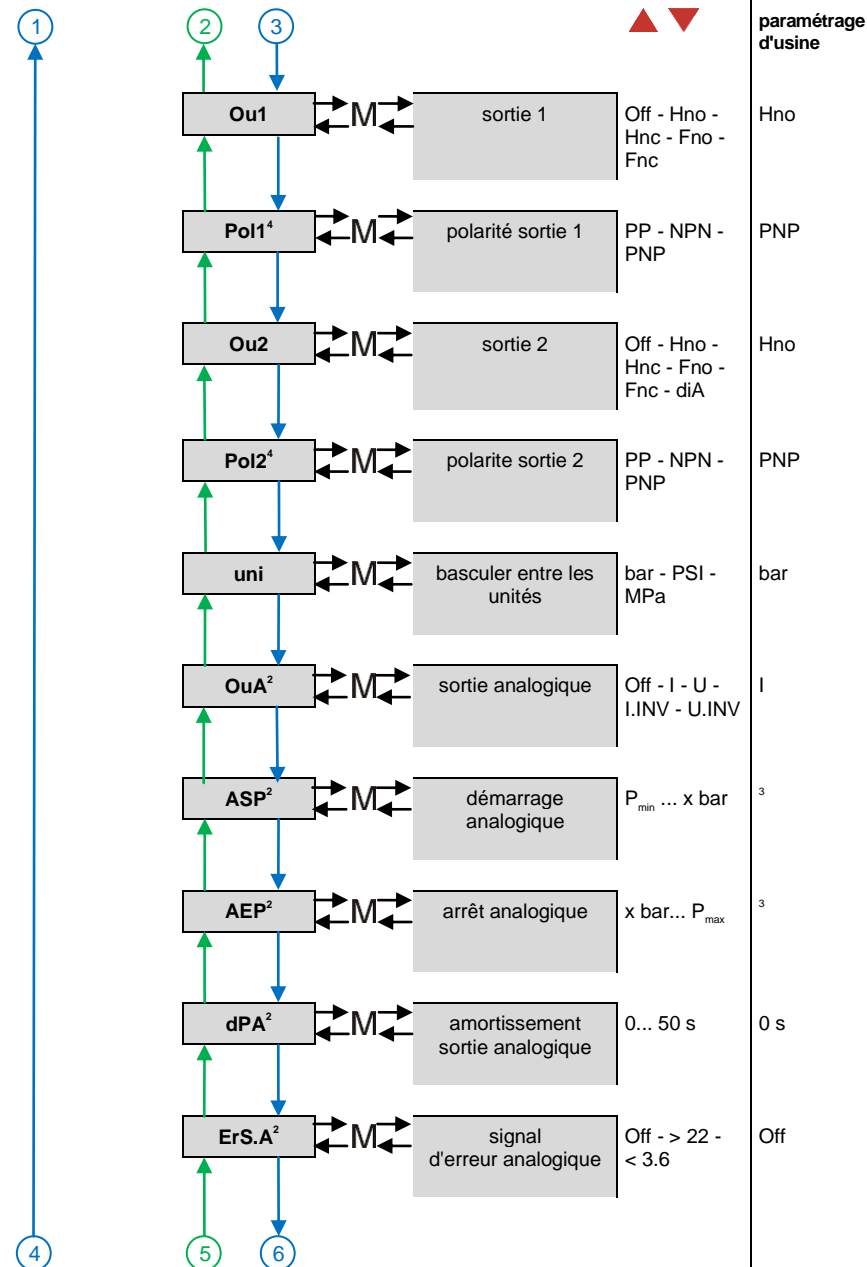 1 2 3 paramétrage
d'usine
Ou1 M sortie 1 Off - Hno - Hno
Hnc - Fno -
Fnc
Pol1⁴ M polarité sortie 1 PP - NPN - PNP
PNP
Ou2 M sortie 2 Off - Hno - Hno
Hnc - Fno -
Fnc - diA
Pol2⁴ M polarite sortie 2 PP - NPN - PNP
PNP
uni M basculer entre les bar - PSI - bar
unités MPa
OuA² M sortie analogique Off - I - U - I
I.INV - U.INV
ASP² M démarrage Pmin ... x bar ³
analogique
AEP² M arrêt analogique x bar... Pmax ³
dPA² M amortissement 0... 50 s 0 s
sortie analogique
ErS.A² M signal Off - > 22 - Off
d'erreur analogique < 3.6
4 5 6